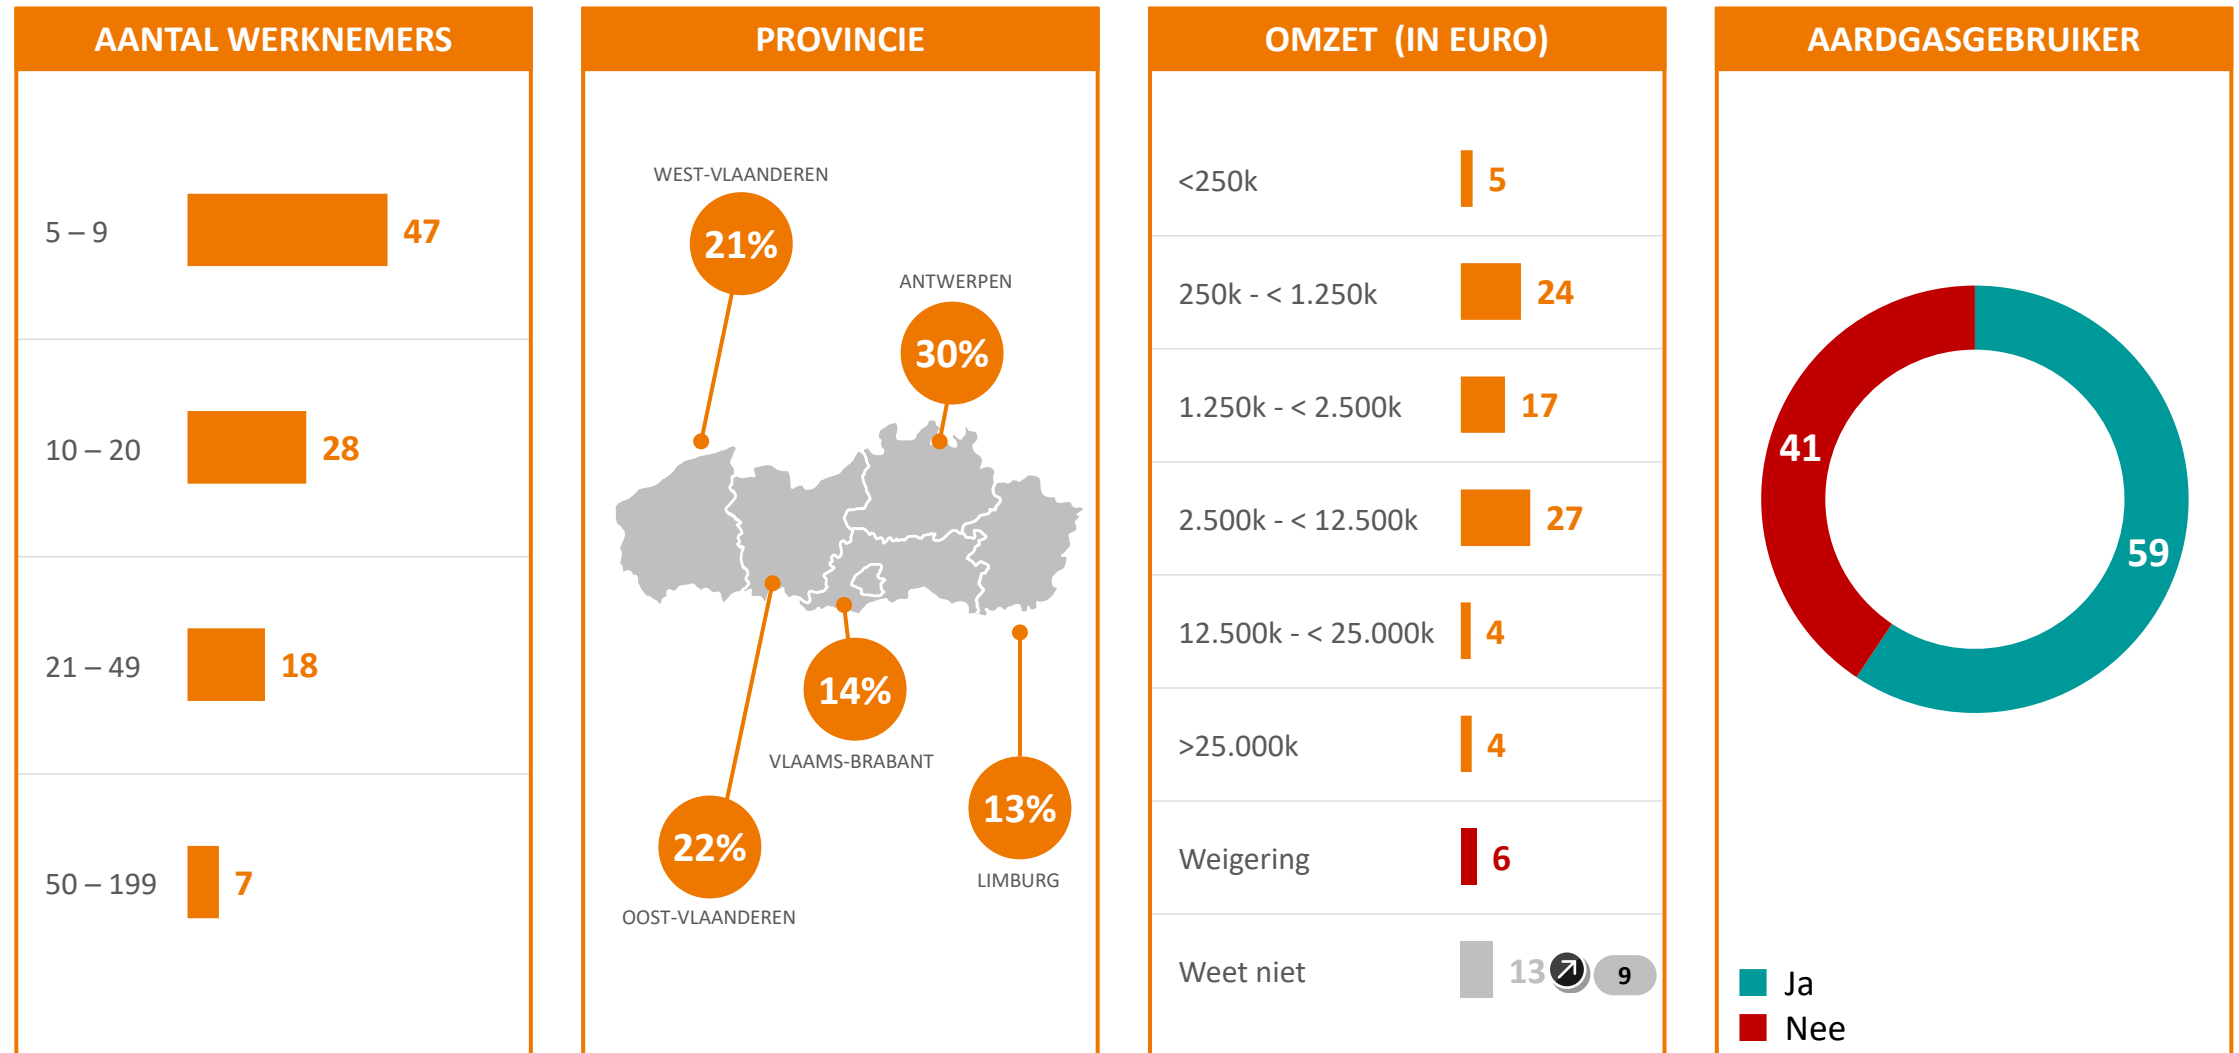 AANTAL WERKNEMERS
5 – 9
47
10 – 20
28
21 – 49
18
50 – 199
7
PROVINCIE
WEST-VLAANDEREN
21%
ANTWERPEN
30%
14%
VLAAMS-BRABANT
13%
LIMBURG
22%
OOST-VLAANDEREN
OMZET (IN EURO)
<250k
5
250k - < 1.250k
24
1.250k - < 2.500k
17
2.500k - < 12.500k
27
12.500k - < 25.000k
4
>25.000k
4
Weigering
6
Weet niet
13
9
AARDGASGEBRUIKER
41
59
Ja
Nee